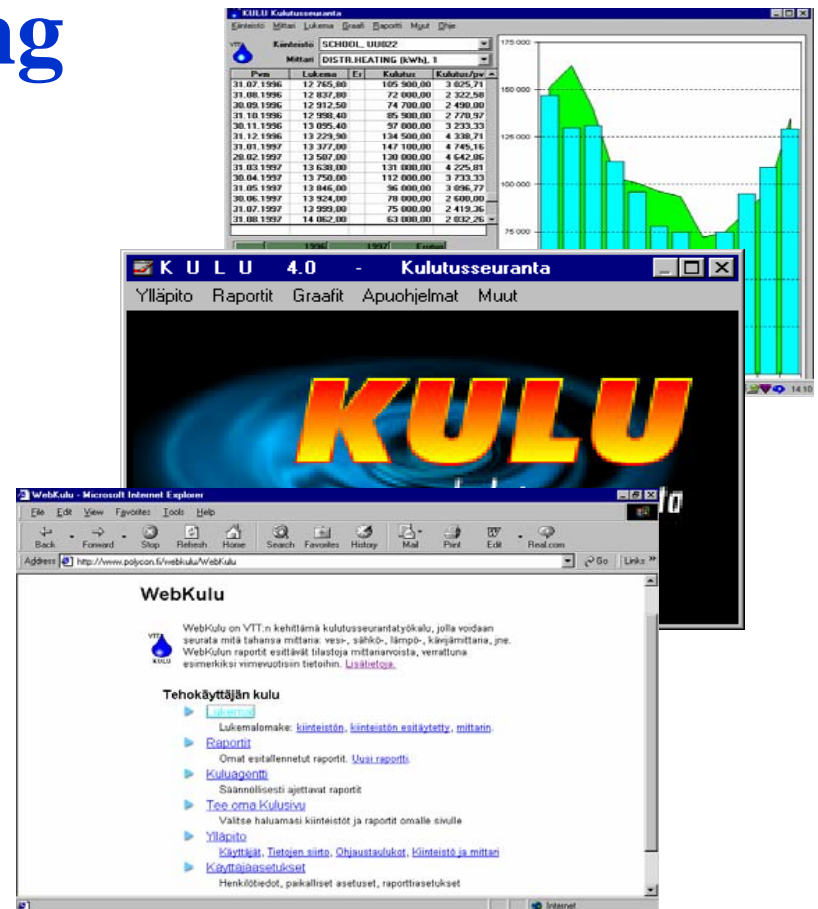 ng
KULU Kulutusseuranta
Kiinteistö Mittari Lukema Graafi Raportti Muut Ohje
VTT Kiinteistö SCHOOL, UU022
Mittari DISTR.HEATING (kWh), 1
Pvm Lukema Er Kulutus Kulutus/pv
31.07.1996 12 765,80 105 900,00 3 025,71
31.08.1996 12 837,80 72 000,00 2 322,58
30.09.1996 12 912,50 74 700,00 2 490,00
31.10.1996 12 998,40 85 900,00 2 770,97
30.11.1996 13 095,40 97 000,00 3 233,33
31.12.1996 13 229,90 134 500,00 4 338,71
31.01.1997 13 377,00 147 100,00 4 745,16
28.02.1997 13 507,00 130 000,00 4 642,86
31.03.1997 13 638,00 131 000,00 4 225,81
30.04.1997 13 750,00 112 000,00 3 733,33
31.05.1997 13 846,00 96 000,00 3 096,77
30.06.1997 13 924,00 78 000,00 2 600,00
31.07.1997 13 999,00 75 000,00 2 419,36
31.08.1997 14 062,00 63 000,00 2 032,26
1996 1997 Erotus
175 000
150 000
125 000
100 000
75 000
14:10
KULU 4.0 - Kulutusseuranta
Ylläpito Raportit Graafit Apuohjelmat Muut
KULU
WebKulu - Microsoft Internet Explorer
File Edit View Favorites Tools Help
Back Forward Stop Refresh Home Search Favorites History Mail Print Edit Real.com
Address http://www.polycon.fi/webkulu/WebKulu Go Links »
WebKulu
VTT
KULU
WebKulu on VTT:n kehittämä kulutusseurantatyökalu, jolla voidaan
seurata mitä tahansa mittaria: vesi-, sähkö-, lämpö-, kävijämittaria, jne.
WebKulun raportit esittävät tilastoja mittariarvoista, verrattuna
esimerkiksi viimevuotisiin tietoihin. Lisätietoja.
Tehokäyttäjän kulu
Lukemat
Lukemalomake: kiinteistön, kiinteistön esitäytetty, mittarin.
Raportit
Omat esitallennetut raportit. Uusi raportti.
Kuluagentti
Säännöllisesti ajettavat raportit
Tee oma Kulusivu
Valitse haluamasi kiinteistöt ja raportit omalle sivulle
Ylläpito
Käyttäjät, Tietojen siirto, Ohjaustaulukot, Kiinteistö ja mittari
Käyttäjäasetukset
Henkilötiedot, paikalliset asetuset, raporttiasetukset
Internet